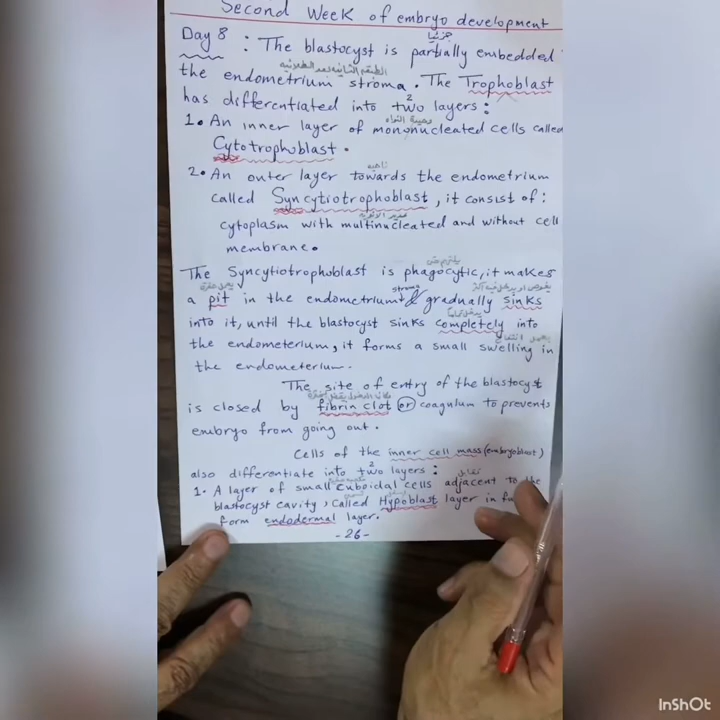 Second Week of embryo development
جزئيا
Day 8 : The blastocyst is partially embedded
the endometrium stroma. The Trophoblast
has differentiated into two layers:
2
1. An inner layer of mononucleated cells called
Cytotrophoblast.
2. An outer layer towards the endometrium
called Syncytiotrophoblast, it consist of:
cytoplasm with multinucleated and without cell
membrane.
The Syncytiotrophoblast is phagocytic, it makes
a pit in the endometrium stroma & gradually sinks
into it, until the blastocyst sinks completely into
the endometerium, it forms a small swelling in
the endometerium.
The site of entry of the blastocyst
is closed by fibrin clot or coagulum to prevents
embryo from going out.
Cells of the inner cell mass (embryoblast)
also differentiate into two layers:
2
1. A layer of small cuboidal cells adjacent to the
blastocyst cavity, called Hypoblast layer in
form endodermal layer.
-26-
InShOt